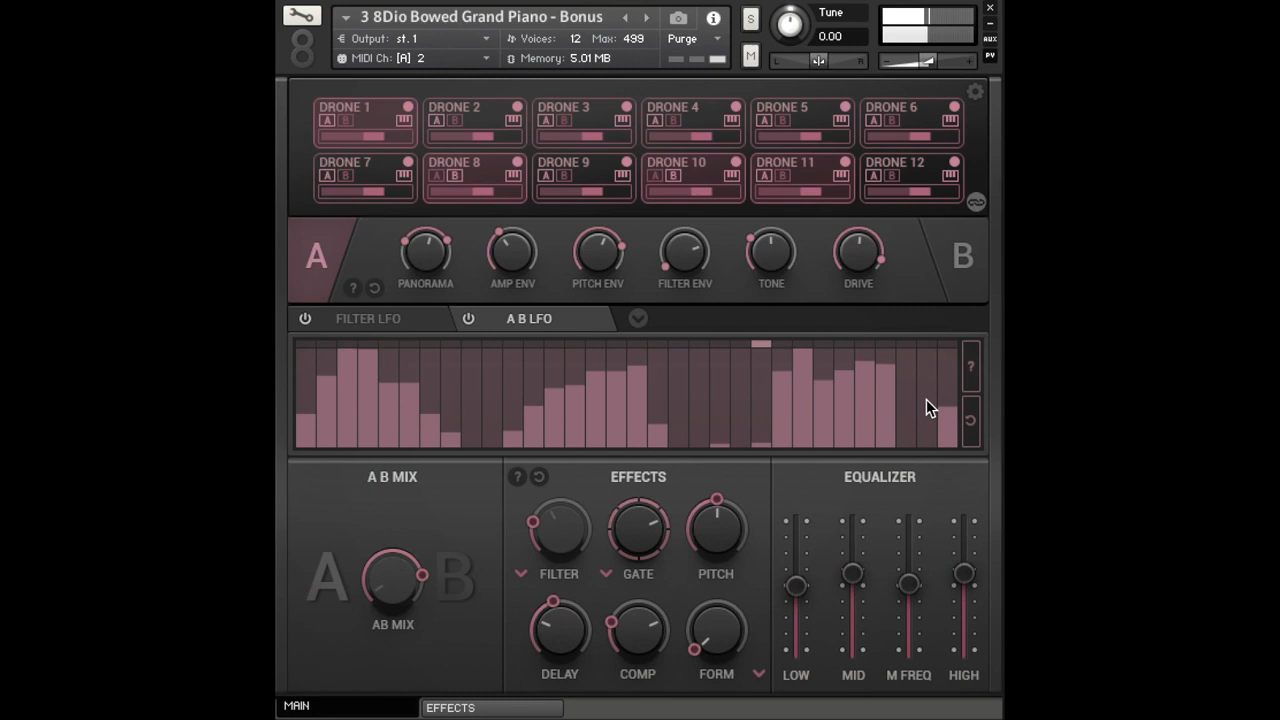 3 8Dio Bowed Grand Piano - Bonus
Output: st. 1 Voices: 12 Max: 499 Purge
MIDI Ch: [A] 2 Memory: 5.01 MB
S
M
Tune
0.00
L R
AUX
PV
8
DRONE 1 DRONE 2 DRONE 3 DRONE 4 DRONE 5 DRONE 6
A B A B A B A B A B A B
DRONE 7 DRONE 8 DRONE 9 DRONE 10 DRONE 11 DRONE 12
A B A B A B A B A B A B
A B
PANORAMA AMP ENV PITCH ENV FILTER ENV TONE DRIVE
?
FILTER LFO A B LFO
?
A B MIX ? EFFECTS EQUALIZER
A B
AB MIX
FILTER GATE PITCH
DELAY COMP FORM
LOW MID M FREQ HIGH
MAIN EFFECTS